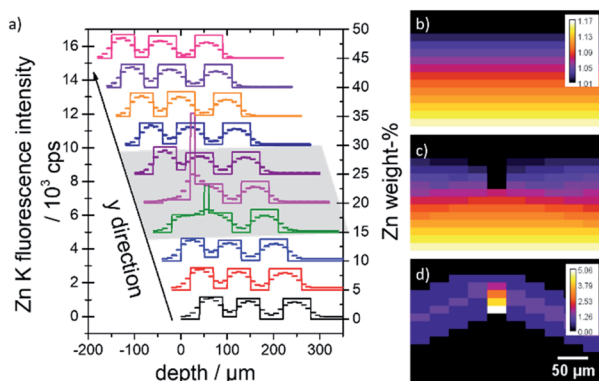 a)
Zn K fluorescence intensity
/ 10³ cps
16
14
12
10
8
6
4
2
0
y direction
-200 -100 0 100 200 300
depth / µm
50
45
40
35
30
25
20
15
10
5
0
Zn weight-%
b)
1.17
1.13
1.09
1.05
1.01
c)
d)
5.06
3.79
2.53
1.26
0.00
50 µm